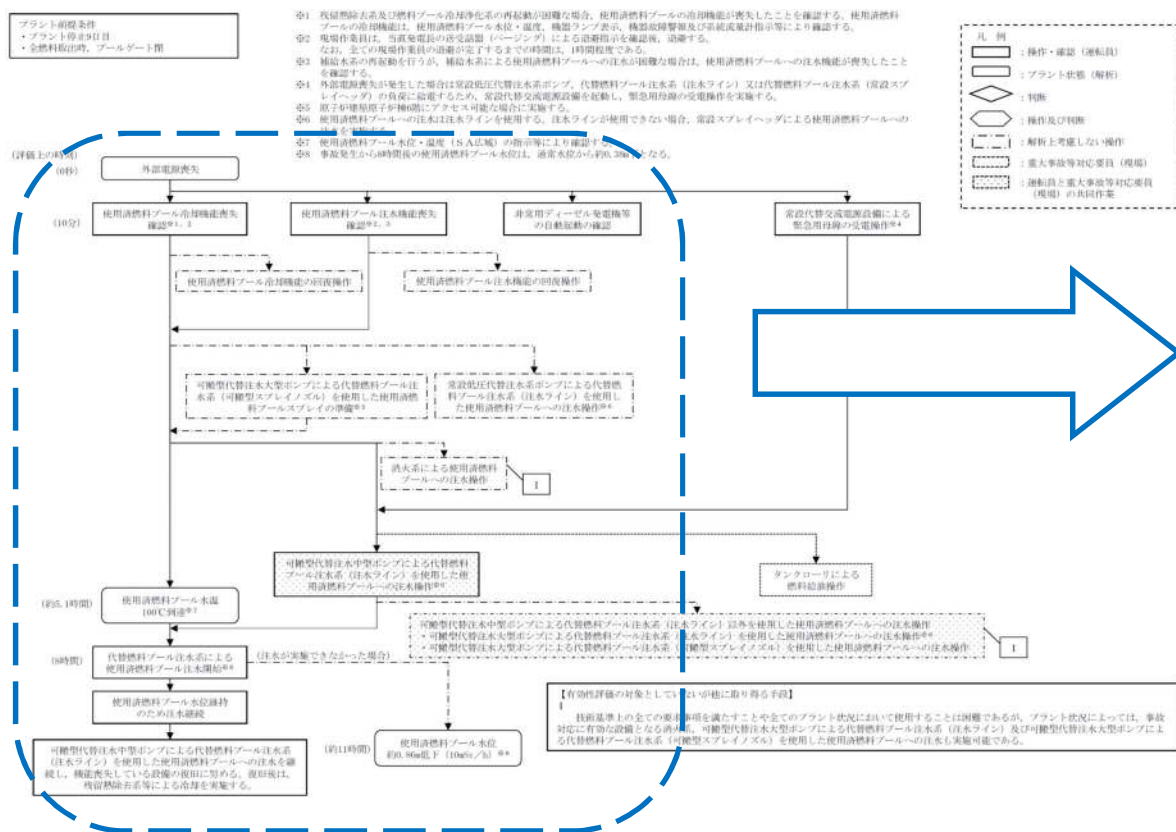 プラント前提条件
・プラント停止9日目
・全燃料取出時，プールゲート閉
※1 残留熱除去系及び燃料プール冷却浄化系の再起動が困難な場合，使用済燃料プールの冷却機能が喪失したことを確認する。使用済燃料
プールの冷却機能は，使用済燃料プール水位・温度，機器ランプ表示，機器故障警報及び系統流量計指示等により確認する。
※2 現場作業員は，当直発電長の送受話器（ページング）による退避指示を確認後，退避する。
なお，全ての現場作業員の退避が完了するまでの時間は，1時間程度である。
※3 補給水系の再起動を行うが，補給水系による使用済燃料プールへの注水が困難な場合は，使用済燃料プールへの注水機能が喪失したこと
を確認する。
※4 外部電源喪失が発生した場合は常設低圧代替注水系ポンプ，代替燃料プール注水系（注水ライン）又は代替燃料プール注水系（常設スプ
レイヘッダ）の負荷に給電するため，常設代替交流電源設備を起動し，緊急用母線の受電操作を実施する。
※5 原子炉建屋原子炉棟6階にアクセス可能な場合に実施する。
※6 使用済燃料プールへの注水は注水ラインを使用する。注水ラインが使用できない場合，常設スプレイヘッダによる使用済燃料プールへの
注水を実施する。
※7 使用済燃料プール水位・温度（ＳＡ広域）の指示等により確認する。
※8 事故発生から8時間後の使用済燃料プール水位は，通常水位から約0.38m下となる。
凡 例
：操作・確認（運転員）
：プラント状態（解析）
：判断
：操作及び判断
：解析上考慮しない操作
：重大事故等対応要員（現場）
：運転員と重大事故等対応要員
（現場）の共同作業
(評価上の時刻)
(0秒)
外部電源喪失
(10分)
使用済燃料プール冷却機能喪失
確認※1，2
使用済燃料プール注水機能喪失
確認※2，3
非常用ディーゼル発電機等
の自動起動の確認
常設代替交流電源設備による
緊急用母線の受電操作※4
使用済燃料プール冷却機能の回復操作
使用済燃料プール注水機能の回復操作
可搬型代替注水大型ポンプによる代替燃料プール注
水系（可搬型スプレイノズル）を使用した使用済燃
料プールスプレイの準備※5
常設低圧代替注水系ポンプによる代替燃
料プール注水系（注水ライン）を使用し
た使用済燃料プールへの注水操作※6
消火系による使用済燃料
プールへの注水操作
I
可搬型代替注水中型ポンプによる代替燃料
プール注水系（注水ライン）を使用した使
用済燃料プールへの注水操作※6
タンクローリによる
燃料給油操作
(約5.1時間)
使用済燃料プール水温
100℃到達※7
可搬型代替注水中型ポンプによる代替燃料プール注水系（注水ライン）以外を使用した使用済燃料プールへの注水操作
・可搬型代替注水大型ポンプによる代替燃料プール注水系（注水ライン）を使用した使用済燃料プールへの注水操作※6
・可搬型代替注水大型ポンプによる代替燃料プール注水系（可搬型スプレイノズル）を使用した使用済燃料プールへの注水操作
I
(8時間)
代替燃料プール注水系による
使用済燃料プール注水開始※8
(注水が実施できなかった場合)
使用済燃料プール水位維持
のため注水継続
可搬型代替注水中型ポンプによる代替燃料プール注水系
（注水ライン）を使用した使用済燃料プールへの注水を継
続し，機能喪失している設備の復旧に努める。復旧後は，
残留熱除去系等による冷却を実施する。
(約11時間)
使用済燃料プール水位
約0.86m低下（10mSv／h）※8
【有効性評価の対象としていないが他に取り得る手段】
I
技術基準上の全ての要求事項を満たすことや全てのプラント状況において使用することは困難であるが，プラント状況によっては，事故
対応に有効な設備となる消火系，可搬型代替注水大型ポンプによる代替燃料プール注水系（注水ライン）及び可搬型代替注水大型ポンプによ
る代替燃料プール注水系（可搬型スプレイノズル）を使用した使用済燃料プールへの注水も実施可能である。